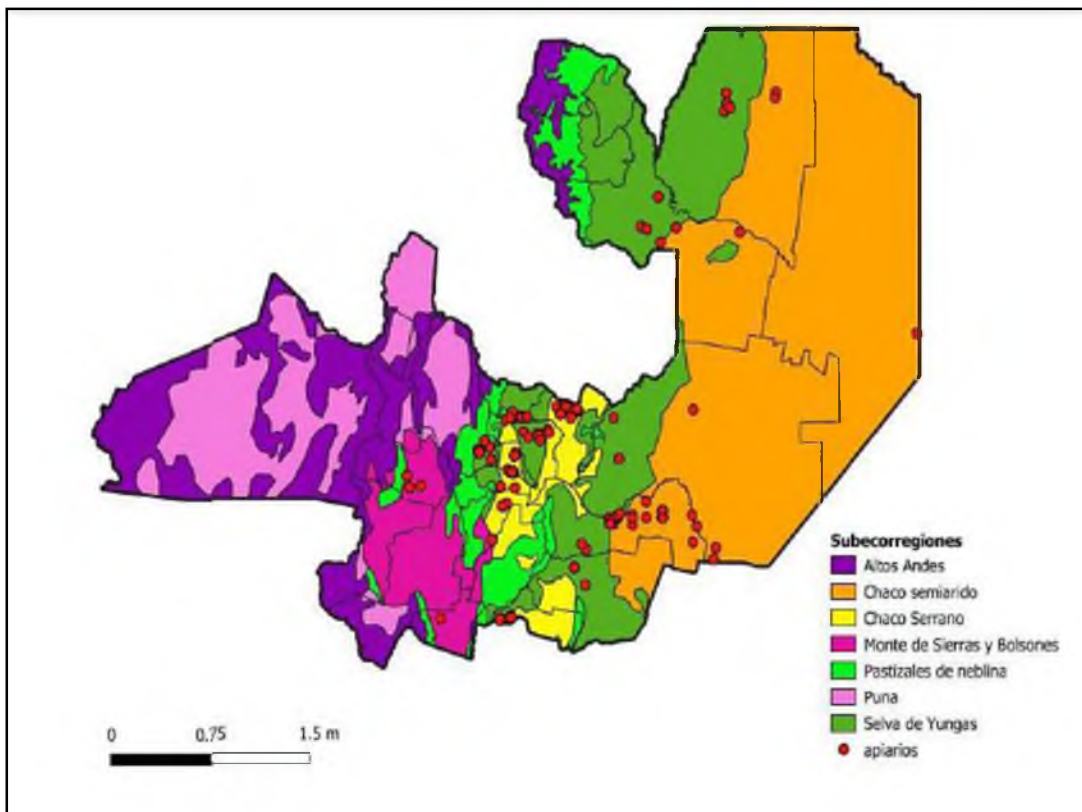 Subecorregiones
Altos Andes
Chaco semiarido
Chaco Serrano
Monte de Sierras y Bolsones
Pastizales de neblina
Puna
Selva de Yungas
apiarios
0 0.75 1.5 m